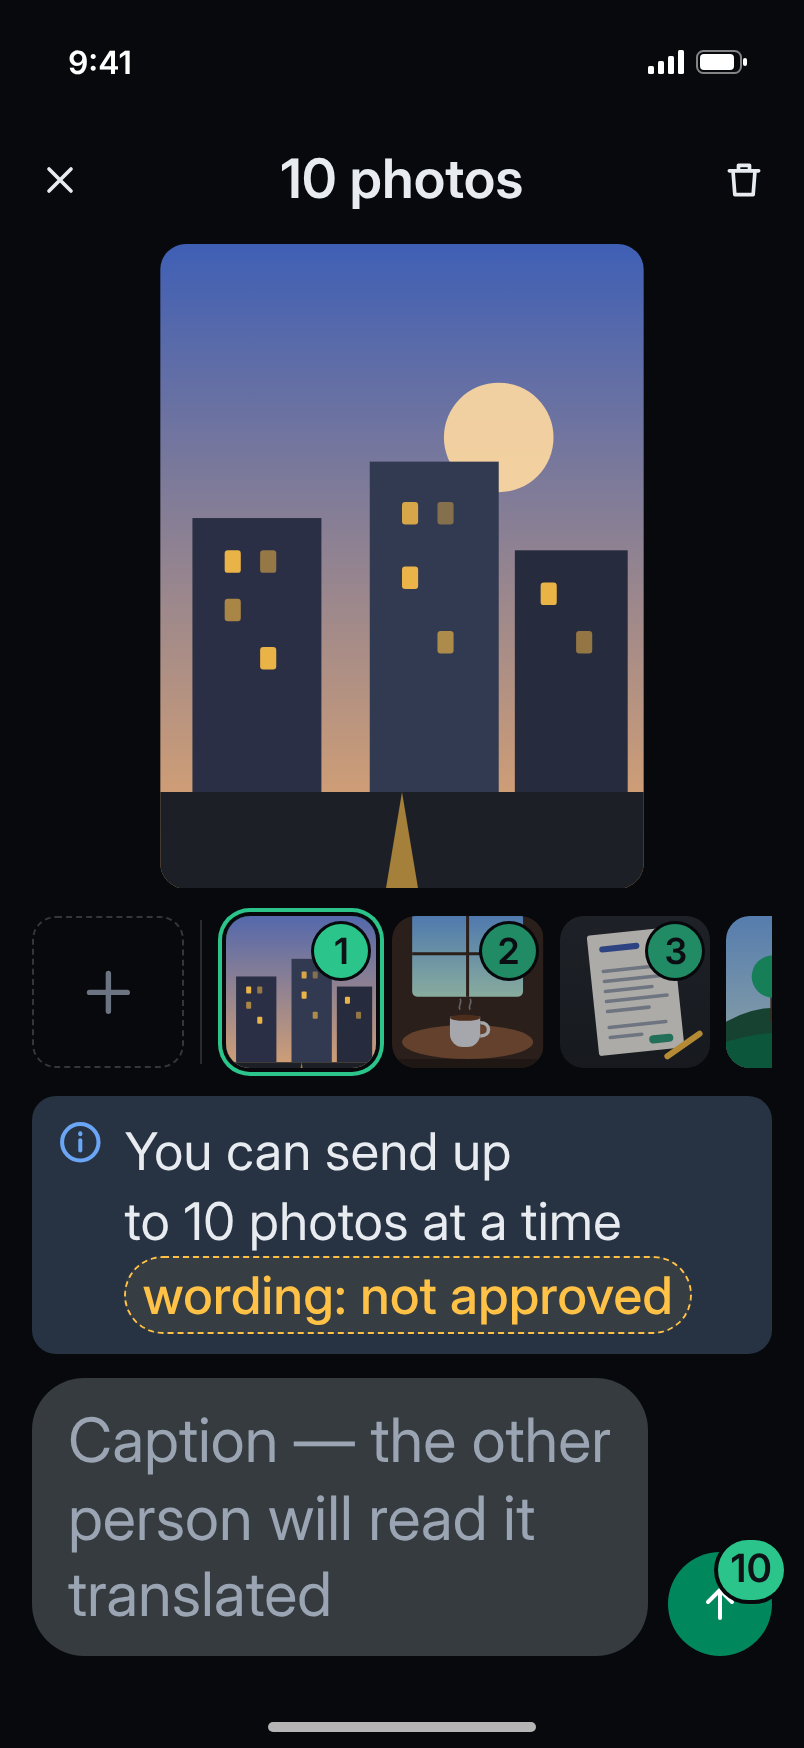 9:41
10 photos
1
2
3
You can send up
to 10 photos at a time
wording: not approved
Caption — the other
person will read it
translated
10